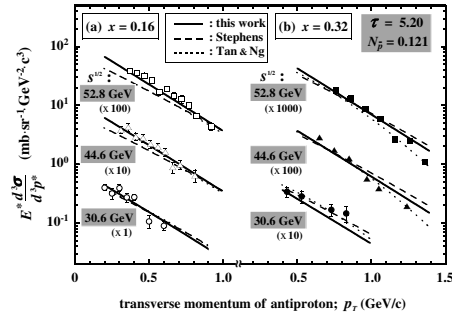 (a) x = 0.16
: this work
: Stephens
: Tan & Ng
(b) x = 0.32
τ = 5.20
N_p̄ = 0.121
s^{1/2} :
52.8 GeV
(x 100)
44.6 GeV
(x 10)
30.6 GeV
(x 1)
s^{1/2} :
52.8 GeV
(x 1000)
44.6 GeV
(x 100)
30.6 GeV
(x 10)
E* d³σ / d³p* (mb·sr⁻¹·GeV⁻²·c³)
10²
10¹
10⁰
10⁻¹
0.0 0.5 1.0 0.5 1.0 1.4
transverse momentum of antiproton; p_T (GeV/c)